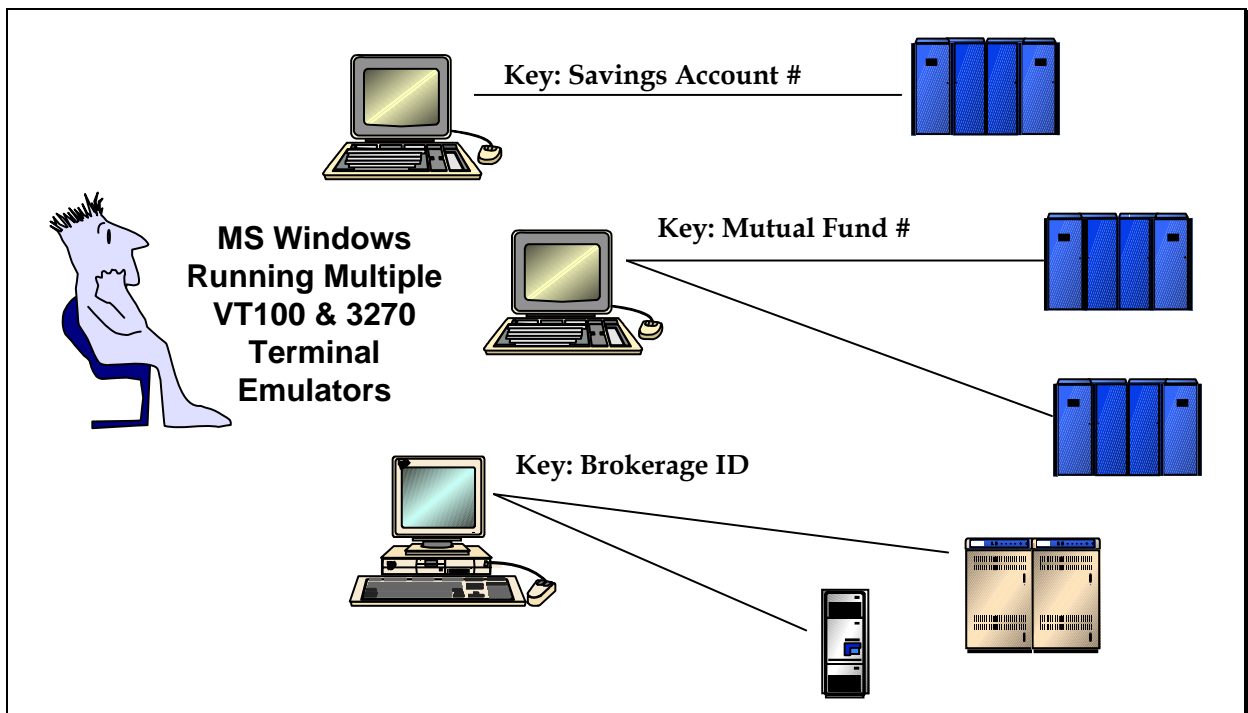 Key: Savings Account #
MS Windows
Running Multiple
VT100 & 3270
Terminal
Emulators
Key: Mutual Fund #
Key: Brokerage ID